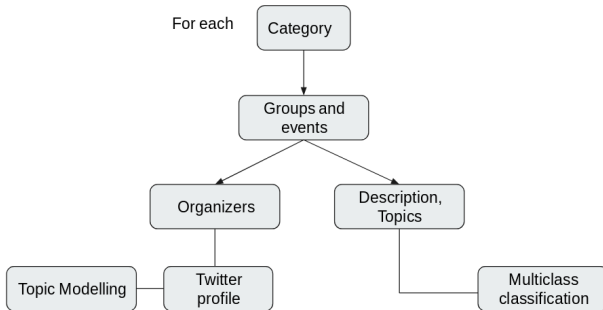 For each
Category
Groups and
events
Organizers
Description,
Topics
Topic Modelling
Twitter
profile
Multiclass
classification